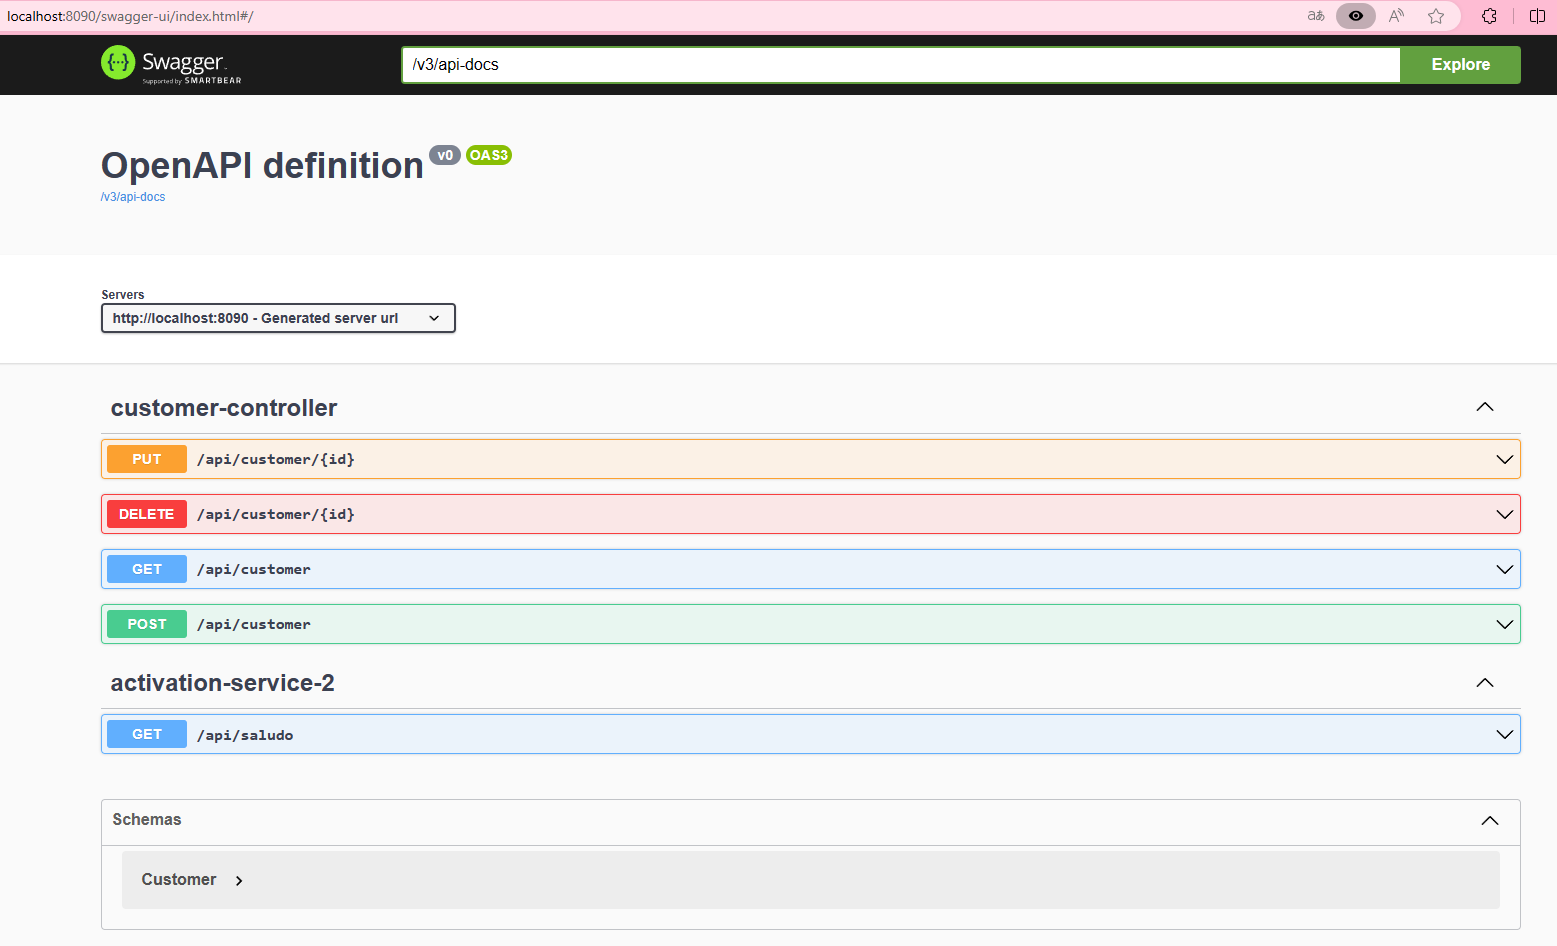 localhost:8090/swagger-ui/index.html#/
Swagger
Supported by SMARTBEAR
/v3/api-docs
Explore
OpenAPI definition v0 OAS3
/v3/api-docs
Servers
http://localhost:8090 - Generated server url
customer-controller
PUT /api/customer/{id}
DELETE /api/customer/{id}
GET /api/customer
POST /api/customer
activation-service-2
GET /api/saludo
Schemas
Customer